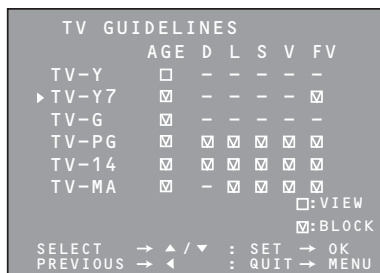 TV GUIDELINES
AGE D L S V FV
TV-Y □ – – – – –
▶TV-Y7 ☑ – – – – ☑
TV-G ☑ – – – – –
TV-PG ☑ ☑ ☑ ☑ ☑ ☑
TV-14 ☑ ☑ ☑ ☑ ☑ ☑
TV-MA ☑ – ☑ ☑ ☑ ☑
□:VIEW
☑:BLOCK
SELECT → ▲/▼ : SET → OK
PREVIOUS → ◀ : QUIT → MENU